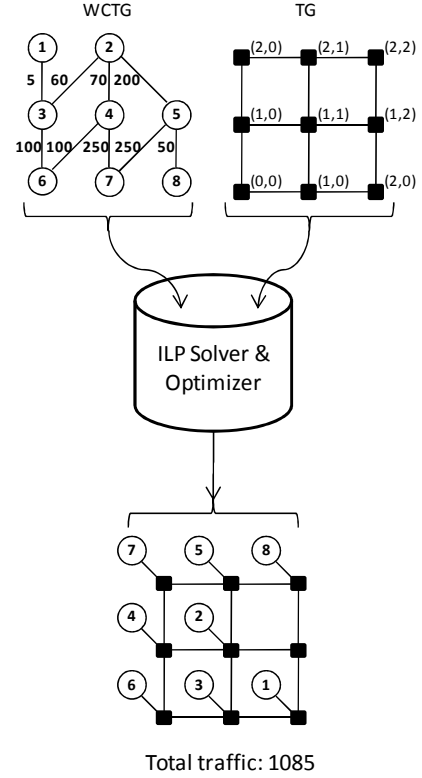 WCTG TG
1 2 (2,0) (2,1) (2,2)
5 60 70 200
3 4 5 (1,0) (1,1) (1,2)
100 100 250 250 50
6 7 8 (0,0) (1,0) (2,0)
ILP Solver &
Optimizer
7 5 8
4 2
6 3 1
Total traffic: 1085